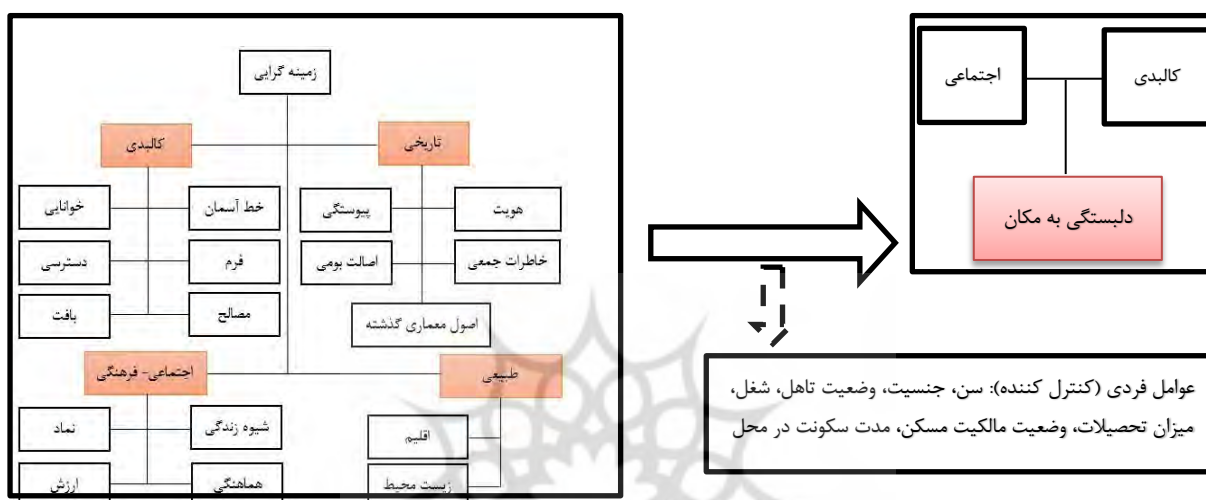 زمینه گرایی
تاریخی
کالبدی
هویت
پیوستگی
خط آسمان
خوانایی
خاطرات جمعی
اصالت بومی
فرم
دسترسی
اصول معماری گذشته
مصالح
بافت
طبیعی
اجتماعی- فرهنگی
اقلیم
شیوه زندگی
نماد
زیست محیط
هماهنگی
ارزش
کالبدی
اجتماعی
دلبستگی به مکان
عوامل فردی (کنترل کننده): سن، جنسیت، وضعیت تاهل، شغل،
میزان تحصیلات، وضعیت مالکیت مسکن، مدت سکونت در محل